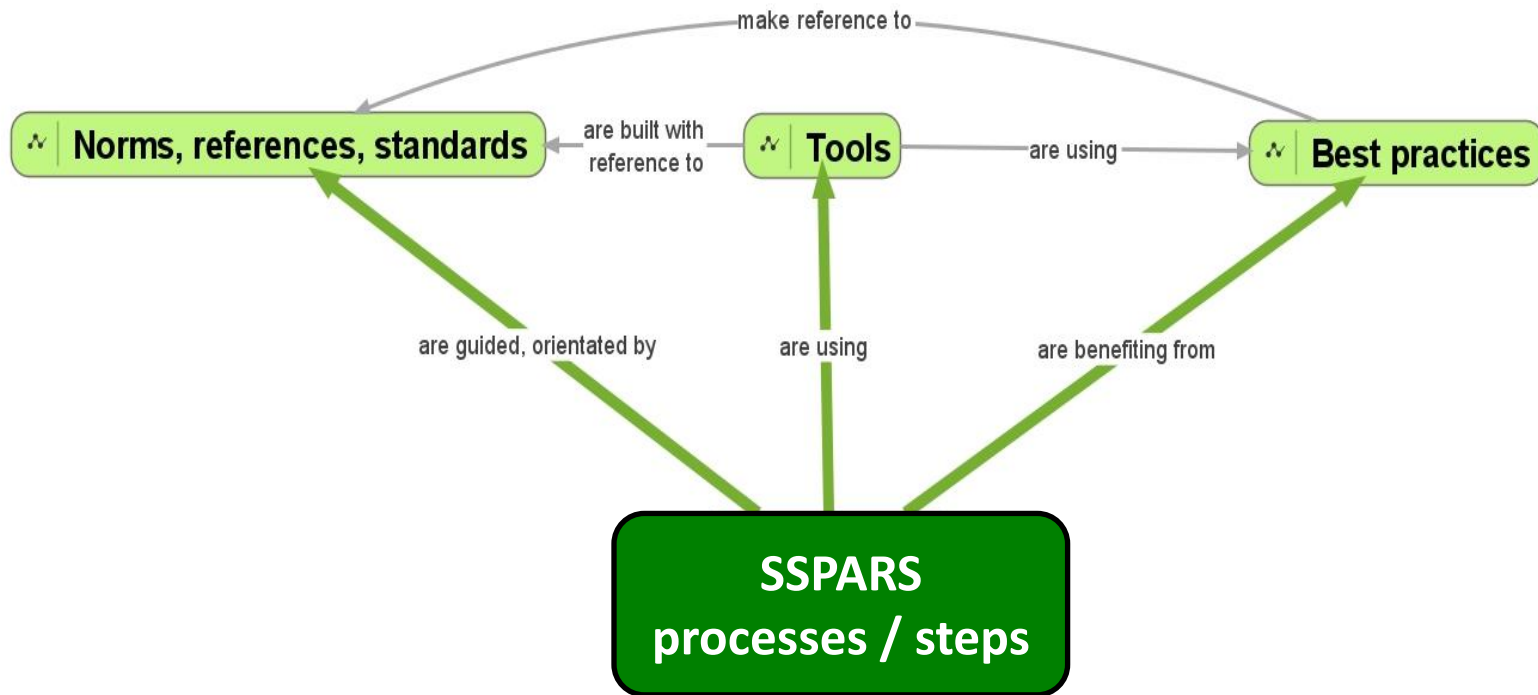 make reference to
Norms, references, standards
are built with
reference to
Tools
are using
Best practices
are guided, orientated by
are using
are benefiting from
SSPARS
processes / steps